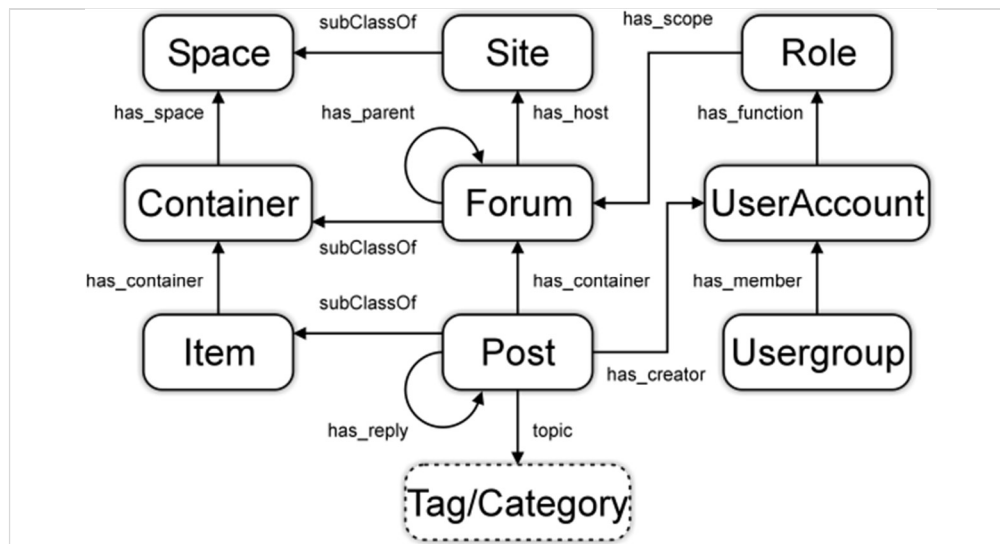 subClassOf
has_scope
Space
Site
Role
has_space
has_parent
has_host
has_function
Container
Forum
UserAccount
subClassOf
has_container
has_container
has_member
subClassOf
Item
Post
Usergroup
has_creator
has_reply
topic
Tag/Category